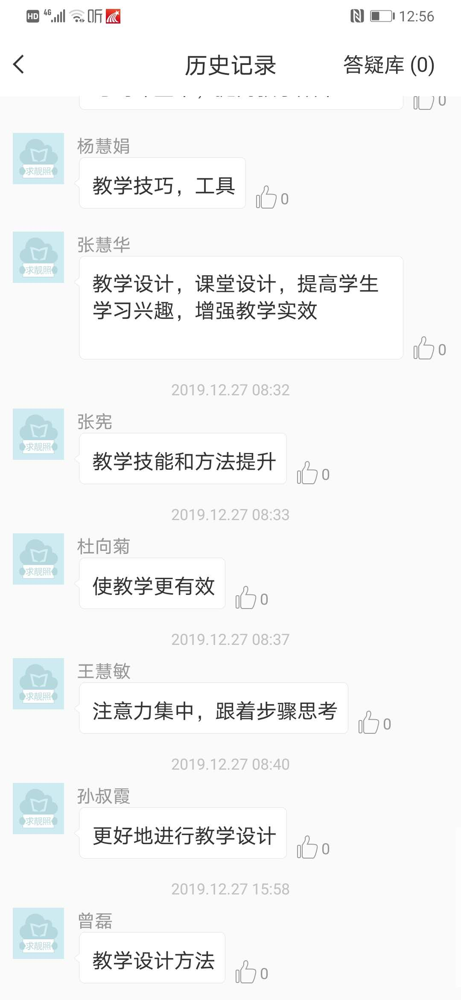 HD 4G 听 12:56
历史记录 答疑库 (0)
0
杨慧娟
求靓照
教学技巧，工具
0
张慧华
求靓照
教学设计，课堂设计，提高学生
学习兴趣，增强教学实效
0
2019.12.27 08:32
张宪
求靓照
教学技能和方法提升
0
2019.12.27 08:33
杜向菊
求靓照
使教学更有效
0
2019.12.27 08:37
王慧敏
求靓照
注意力集中，跟着步骤思考
0
2019.12.27 08:40
孙叔霞
求靓照
更好地进行教学设计
0
2019.12.27 15:58
曾磊
求靓照
教学设计方法
0